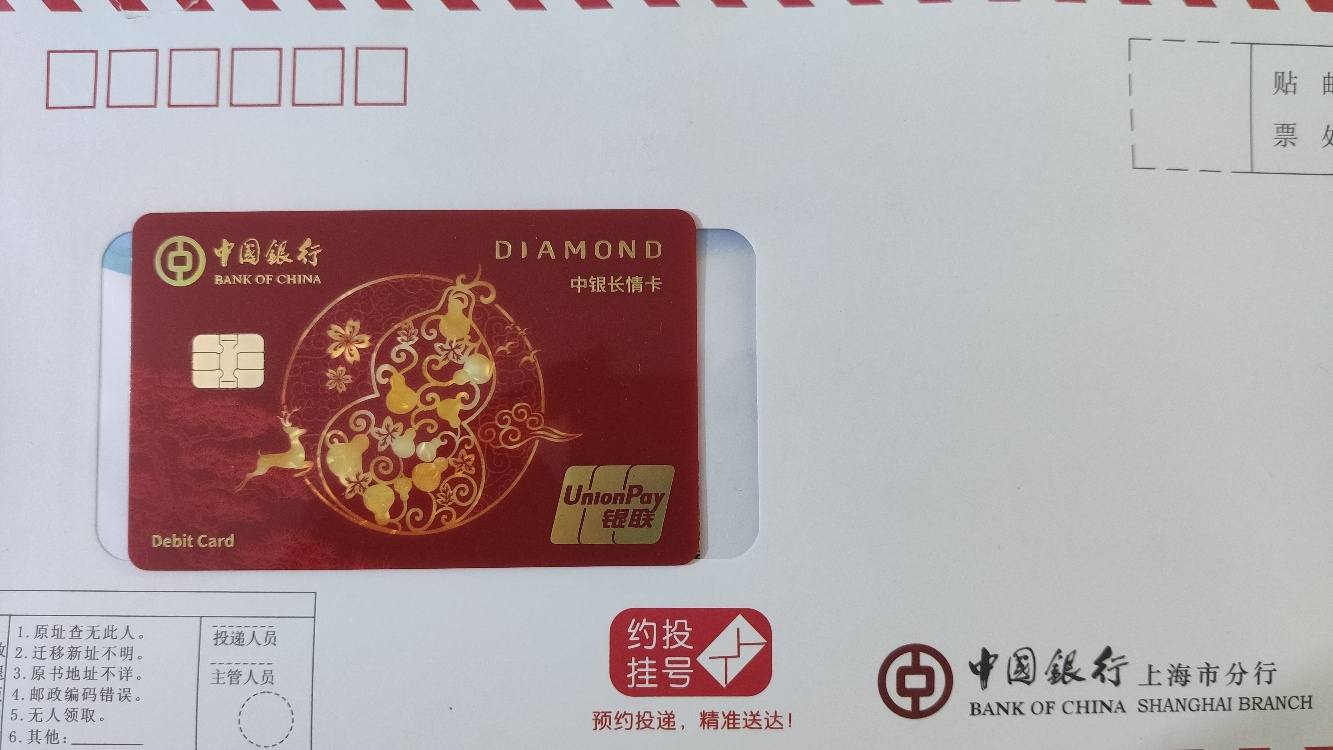 贴
票
中国銀行
BANK OF CHINA
DIAMOND
中银长情卡
UnionPay
银联
Debit Card
1.原址查无此人。
2.迁移新址不明。
3.原书地址不详。
4.邮政编码错误。
5.无人领取。
6.其他:
投递人员
主管人员
约投
挂号
预约投递，精准送达!
中国銀行 上海市分行
BANK OF CHINA SHANGHAI BRANCH